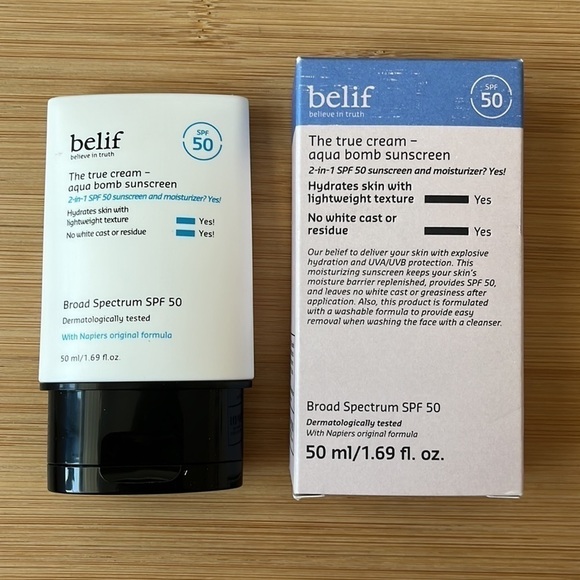 belif
believe in truth
SPF
50
The true cream –
aqua bomb sunscreen
2-in-1 SPF 50 sunscreen and moisturizer? Yes!
Hydrates skin with
lightweight texture Yes!
No white cast or residue Yes!
Broad Spectrum SPF 50
Dermatologically tested
With Napiers original formula
50 ml/1.69 fl. oz.
belif
believe in truth
SPF
50
The true cream –
aqua bomb sunscreen
2-in-1 SPF 50 sunscreen and moisturizer? Yes!
Hydrates skin with
lightweight texture Yes
No white cast or
residue Yes
Our belief to deliver your skin with explosive
hydration and UVA/UVB protection. This
moisturizing sunscreen keeps your skin's
moisture barrier replenished, provides SPF 50,
and leaves no white cast or greasiness after
application. Also, this product is formulated
with a washable formula to provide easy
removal when washing the face with a cleanser.
Broad Spectrum SPF 50
Dermatologically tested
With Napiers original formula
50 ml/1.69 fl. oz.